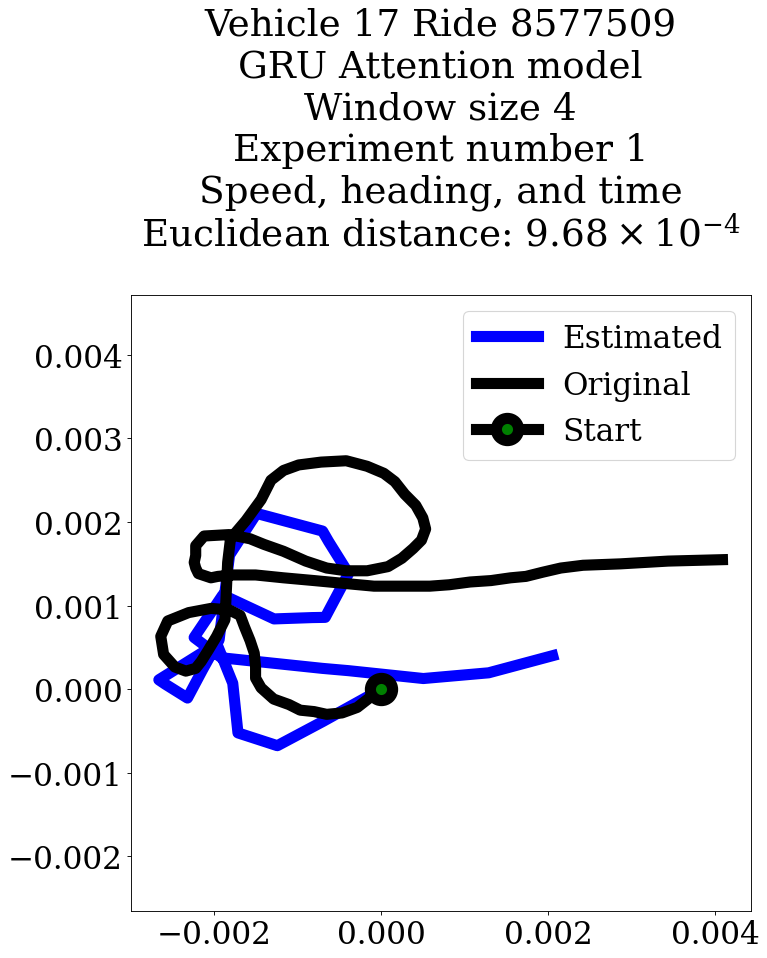 Vehicle 17 Ride 8577509
GRU Attention model
Window size 4
Experiment number 1
Speed, heading, and time
Euclidean distance: 9.68 × 10⁻⁴
Estimated
Original
Start
0.004
0.003
0.002
0.001
0.000
−0.001
−0.002
−0.002 0.000 0.002 0.004